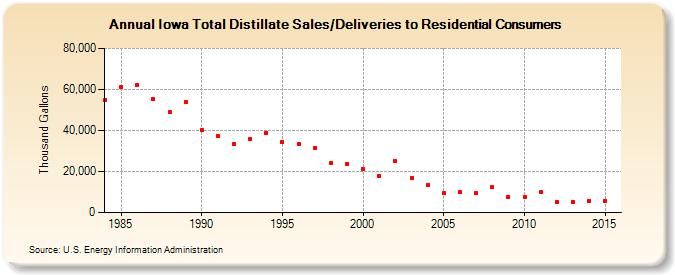 Annual Iowa Total Distillate Sales/Deliveries to Residential Consumers
Thousand Gallons
80,000
60,000
40,000
20,000
0
1985 1990 1995 2000 2005 2010 2015
Source: U.S. Energy Information Administration